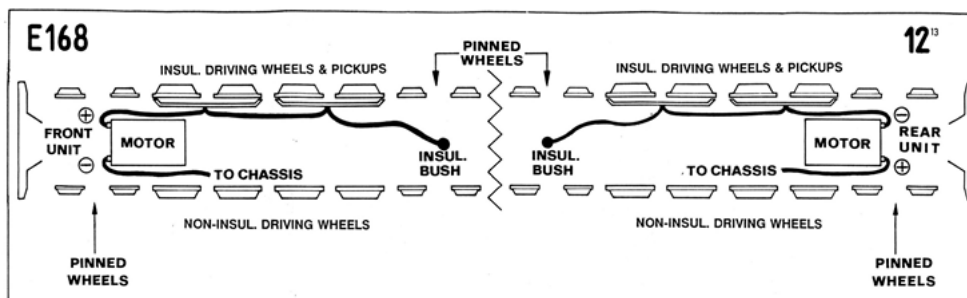 E168
12¹³
PINNED
WHEELS
INSUL. DRIVING WHEELS & PICKUPS
INSUL. DRIVING WHEELS & PICKUPS
+
FRONT
UNIT
−
MOTOR
TO CHASSIS
INSUL.
BUSH
INSUL.
BUSH
TO CHASSIS
MOTOR
−
REAR
UNIT
+
NON-INSUL. DRIVING WHEELS
NON-INSUL. DRIVING WHEELS
PINNED
WHEELS
PINNED
WHEELS